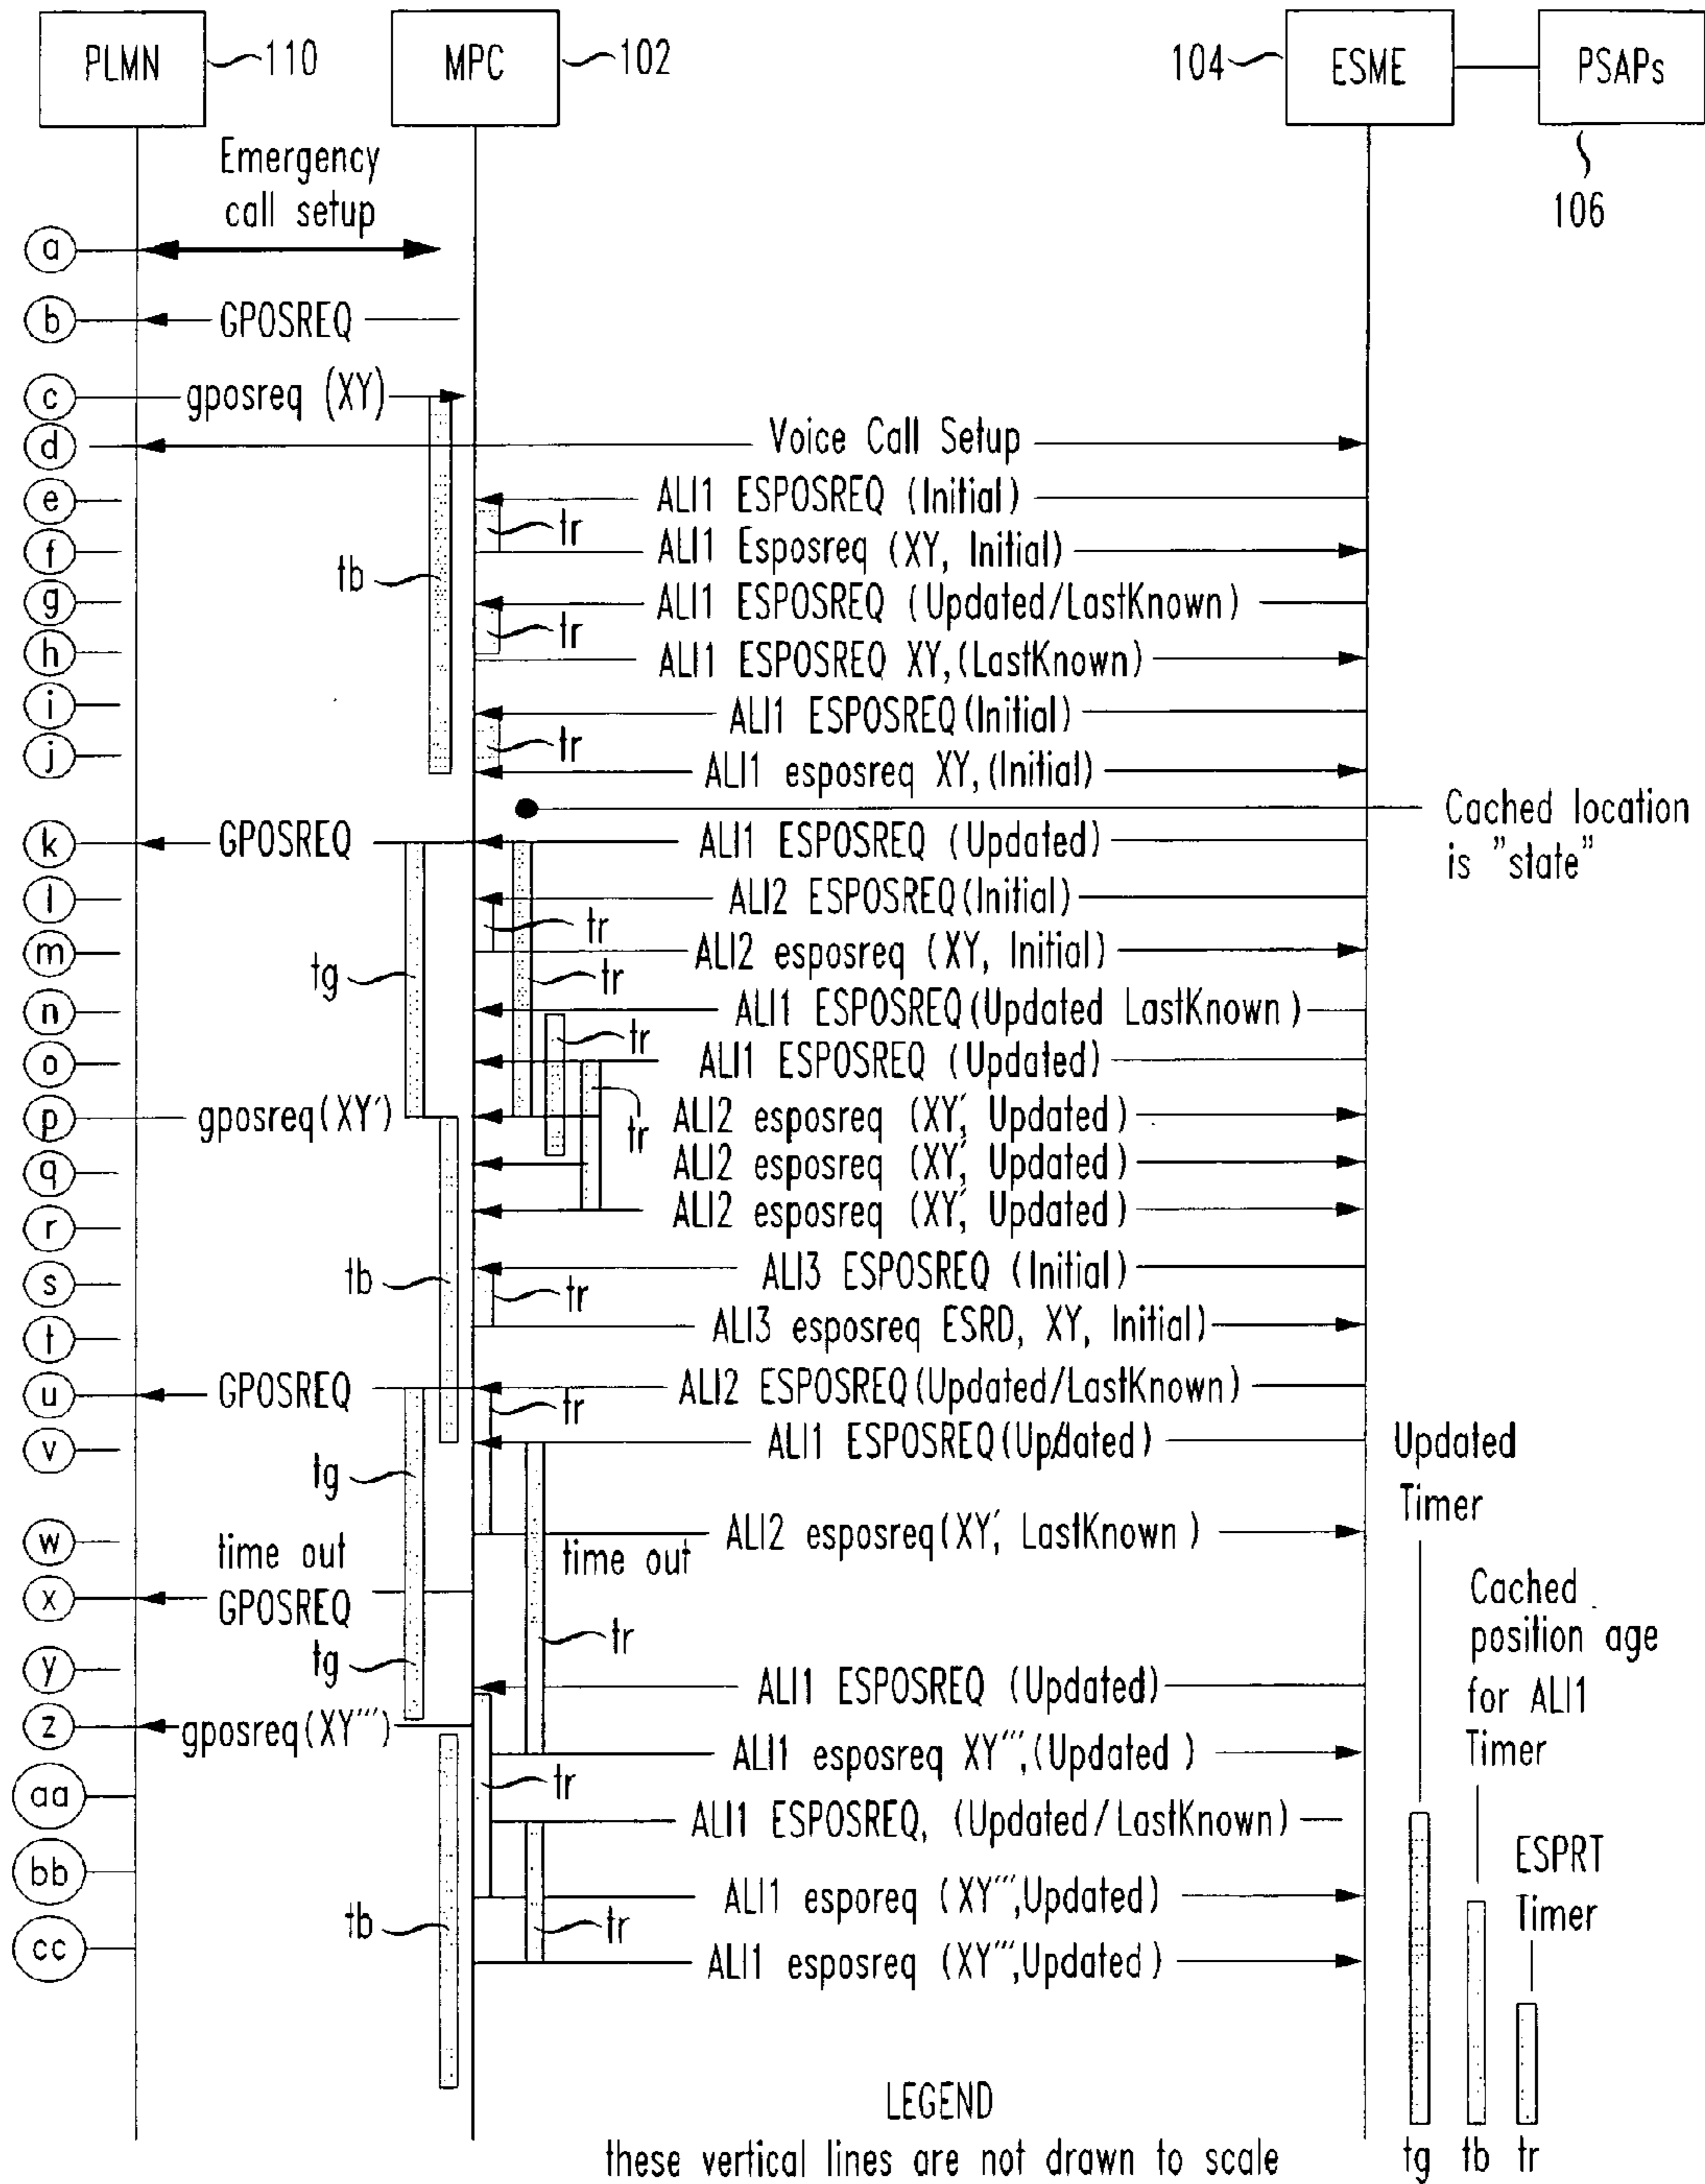 PLMN
110
MPC
102
104
ESME
PSAPs
106
Emergency
call setup
a
b
GPOSREQ
c
gposreq (XY)
d
Voice Call Setup
e
ALI1 ESPOSREQ (Initial)
tr
f
ALI1 Esposreq (XY, Initial)
tb
g
ALI1 ESPOSREQ (Updated/LastKnown)
tr
h
ALI1 ESPOSREQ XY,(LastKnown)
i
ALI1 ESPOSREQ(Initial)
tr
j
ALI1 esposreq XY,(Initial)
Cached location
is "state"
k
GPOSREQ
ALI1 ESPOSREQ (Updated)
l
ALI2 ESPOSREQ(Initial)
tr
m
ALI2 esposreq (XY, Initial)
tg
tr
n
ALI1 ESPOSREQ(Updated LastKnown)
tr
o
ALI1 ESPOSREQ (Updated)
p
gposreq(XY')
tr
ALI2 esposreq (XY', Updated)
q
ALI2 esposreq (XY', Updated)
r
ALI2 esposreq (XY', Updated)
s
tb
ALI3 ESPOSREQ (Initial)
tr
t
ALI3 esposreq ESRD, XY, Initial)
u
GPOSREQ
ALI2 ESPOSREQ(Updated/LastKnown)
tr
v
ALI1 ESPOSREQ(Up/dated)
tg
w
time out
time out
ALI2 esposreq(XY', LastKnown)
x
GPOSREQ
tr
y
tg
ALI1 ESPOSREQ (Updated)
z
gposreq(XY''')
ALI1 esposreq XY''',(Updated)
tr
aa
ALI1 ESPOSREQ, (Updated/LastKnown)
bb
ALI1 esporeq (XY''',Updated)
tb
tr
cc
ALI1 esposreq (XY''',Updated)
Updated
Timer
Cached
position age
for ALI1
Timer
ESPRT
Timer
tg
tb
tr
LEGEND
these vertical lines are not drawn to scale